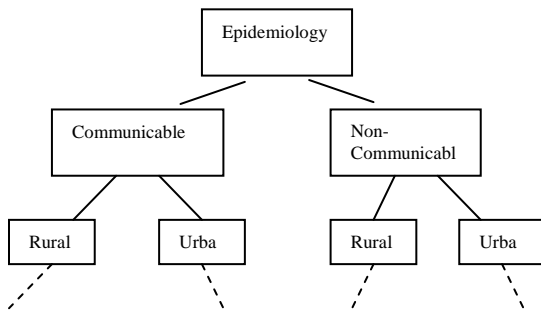 Epidemiology
Communicable
Non-
Communicabl
Rural
Urba
Rural
Urba